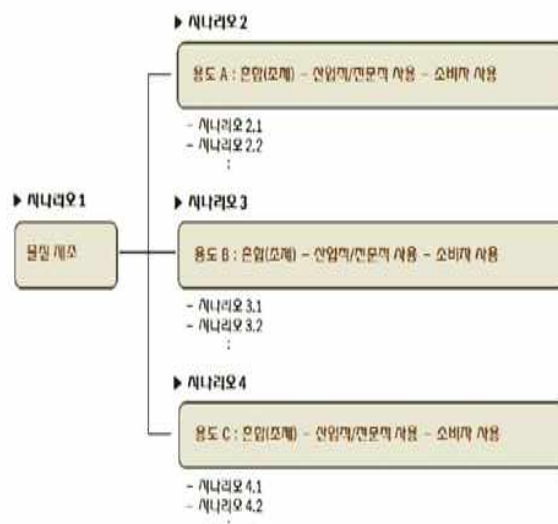 ▶ 시나리오 2
용도 A : 혼합(조제) - 산업적/전문적 사용 - 소비자 사용
- 시나리오 2.1
- 시나리오 2.2
:
▶ 시나리오 1
물질 제조
▶ 시나리오 3
용도 B : 혼합(조제) - 산업적/전문적 사용 - 소비자 사용
- 시나리오 3.1
- 시나리오 3.2
:
▶ 시나리오 4
용도 C : 혼합(조제) - 산업적/전문적 사용 - 소비자 사용
- 시나리오 4.1
- 시나리오 4.2
: